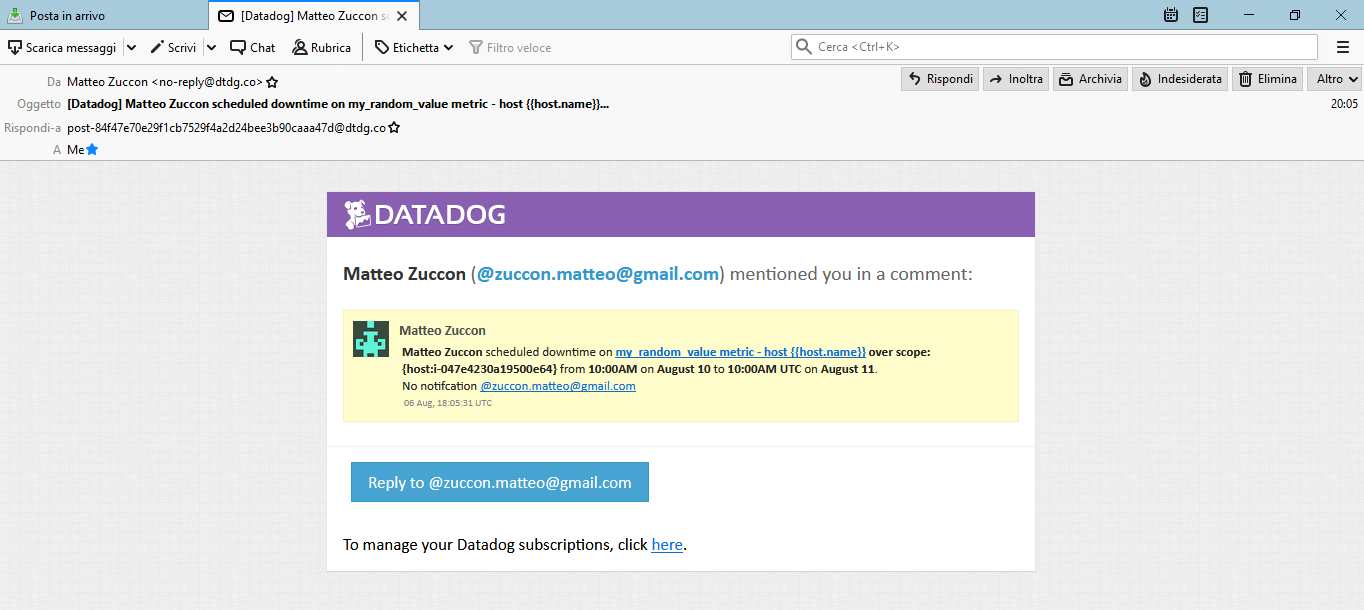 Posta in arrivo
[Datadog] Matteo Zuccon sc
Scarica messaggi
Scrivi
Chat
Rubrica
Etichetta
Filtro veloce
Cerca <Ctrl+K>
Da Matteo Zuccon <no-reply@dtdg.co>
Rispondi
Inoltra
Archivia
Indesiderata
Elimina
Altro
Oggetto [Datadog] Matteo Zuccon scheduled downtime on my_random_value metric - host {{host.name}}...
20:05
Rispondi-a post-84f47e70e29f1cb7529f4a2d24bee3b90caaa47d@dtdg.co
A Me
DATADOG
Matteo Zuccon (@zuccon.matteo@gmail.com) mentioned you in a comment:
Matteo Zuccon
Matteo Zuccon scheduled downtime on my_random_value metric - host {{host.name}} over scope:
{host:i-047e4230a19500e64} from 10:00AM on August 10 to 10:00AM UTC on August 11.
No notifcation @zuccon.matteo@gmail.com
06 Aug, 18:05:31 UTC
Reply to @zuccon.matteo@gmail.com
To manage your Datadog subscriptions, click here.